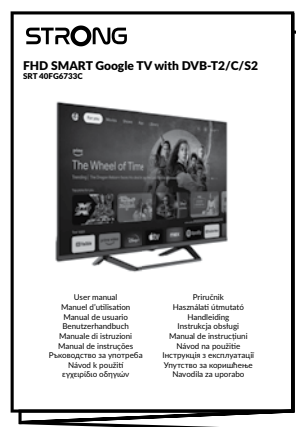 STRONG
FHD SMART Google TV with DVB-T2/C/S2
SRT 40FG6733C
The Wheel of Time
User manual
Manuel d'utilisation
Manual de usuario
Benutzerhandbuch
Manuale di istruzioni
Manual de instruções
Ръководство за употреба
Návod k použití
εγχειρίδιο οδηγιών
Priručnik
Használati útmutató
Handleiding
Instrukcja obsługi
Manual de instrucțiuni
Návod na použitie
Інструкція з експлуатації
Упутство за коришћење
Navodila za uporabo